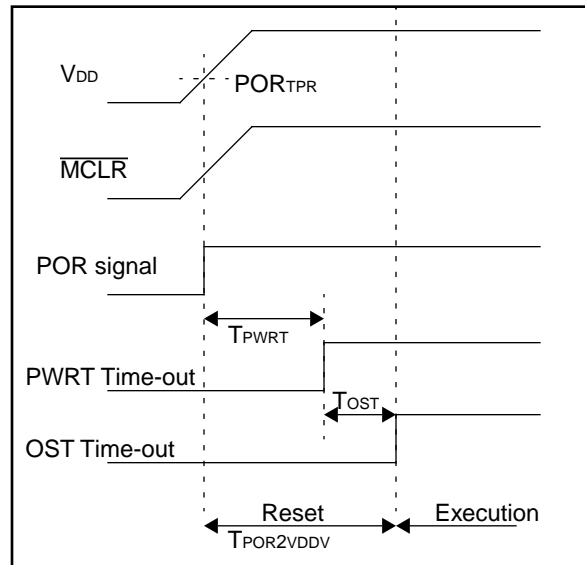 VDD
PORTPR
MCLR
POR signal
TPWRT
PWRT Time-out
TOST
OST Time-out
Reset
Execution
TPOR2VDDV